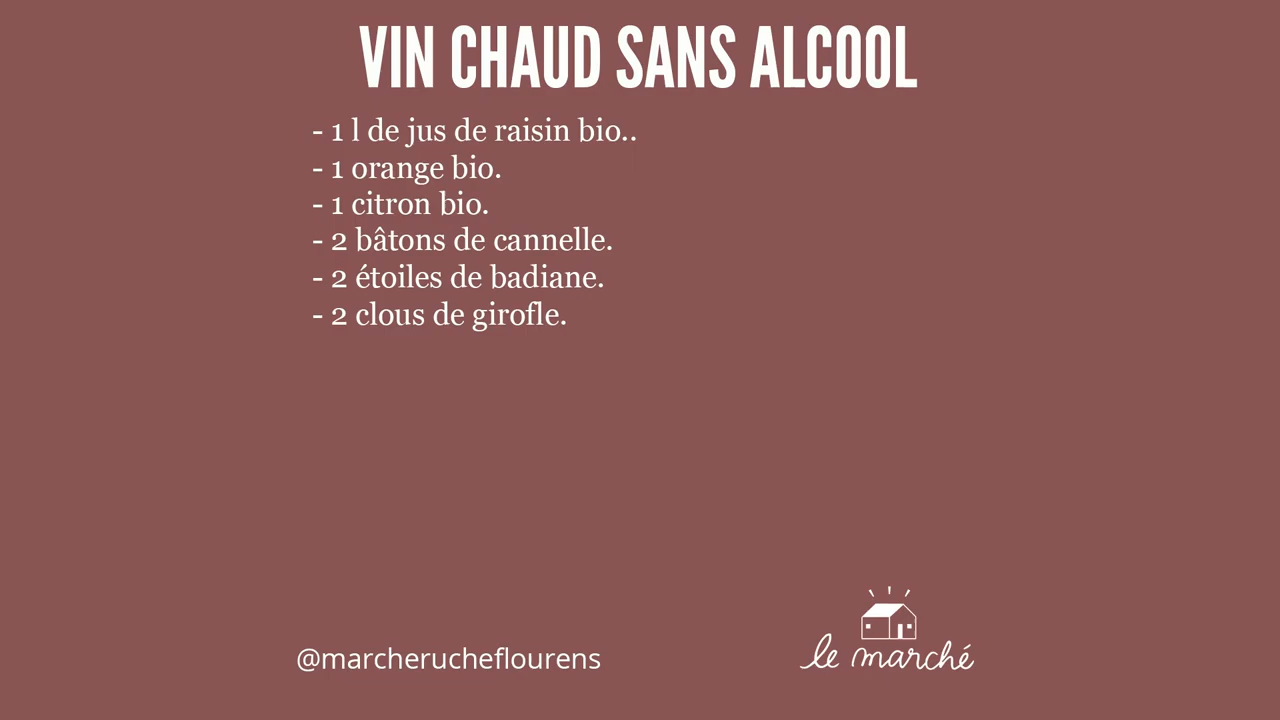 VIN CHAUD SANS ALCOOL
- 1 l de jus de raisin bio..
- 1 orange bio.
- 1 citron bio.
- 2 bâtons de cannelle.
- 2 étoiles de badiane.
- 2 clous de girofle.
@marcherucheflourens
le marché